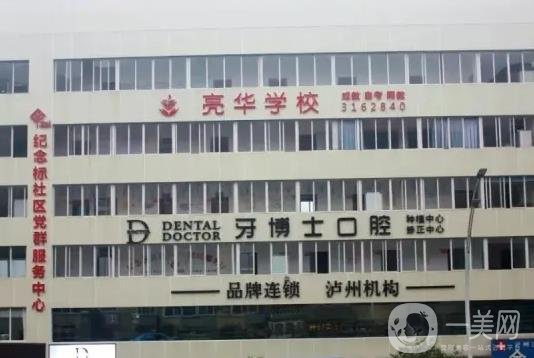 亮华学校
成教 自考 网教
3162840
纪念标社区党群服务中心
DENTAL
DOCTOR
牙博士口腔
种植中心
矫正中心
品牌连锁 泸州机构
一美网
D